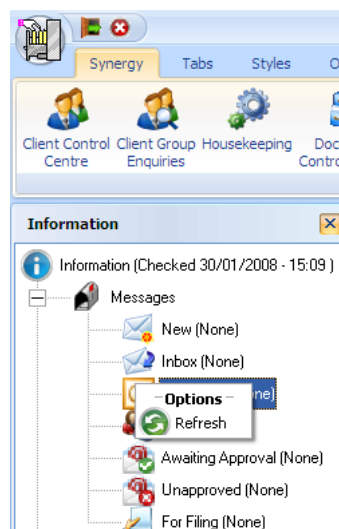 Synergy Tabs Styles
Client Control Client Group Housekeeping
Centre Enquiries
Information
Information (Checked 30/01/2008 - 15:09 )
Messages
New (None)
Inbox (None)
Options
Refresh
Awaiting Approval (None)
Unapproved (None)
For Filing (None)